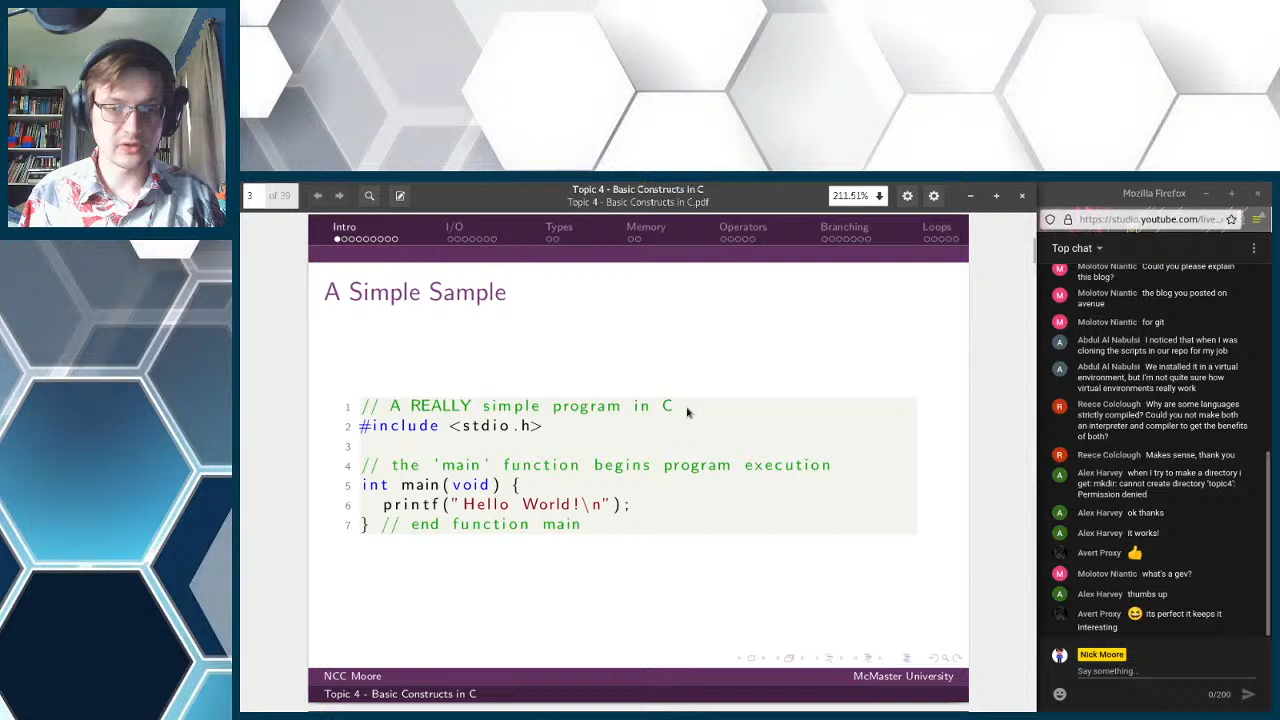 3 of 39
Topic 4 - Basic Constructs in C
Topic 4 - Basic Constructs in C.pdf
211.51%
Intro I/O Types Memory Operators Branching Loops
A Simple Sample
1 // A REALLY simple program in C
2 #include <stdio.h>
3
4 // the 'main' function begins program execution
5 int main(void) {
6 printf("Hello World!\n");
7 } // end function main
NCC Moore McMaster University
Topic 4 - Basic Constructs in C
Mozilla Firefox
https://studio.youtube.com/live_
Top chat
Molotov Niantic Could you please explain
this blog?
Molotov Niantic the blog you posted on
avenue
Molotov Niantic for git
Abdul Al Nabulsi I noticed that when I was
cloning the scripts in our repo for my job
Abdul Al Nabulsi We installed it in a virtual
environment, but I'm not quite sure how
virtual environments really work
Reece Colclough Why are some languages
strictly compiled? Could you not make both
an interpreter and compiler to get the benefits
of both?
Reece Colclough Makes sense, thank you
Alex Harvey when I try to make a directory i
get: mkdir: cannot create directory 'topic4':
Permission denied
Alex Harvey ok thanks
Alex Harvey it works!
Avert Proxy 👍
Molotov Niantic what's a gev?
Alex Harvey thumbs up
Avert Proxy 😆 its perfect it keeps it
interesting
Nick Moore
Say something...
0/200